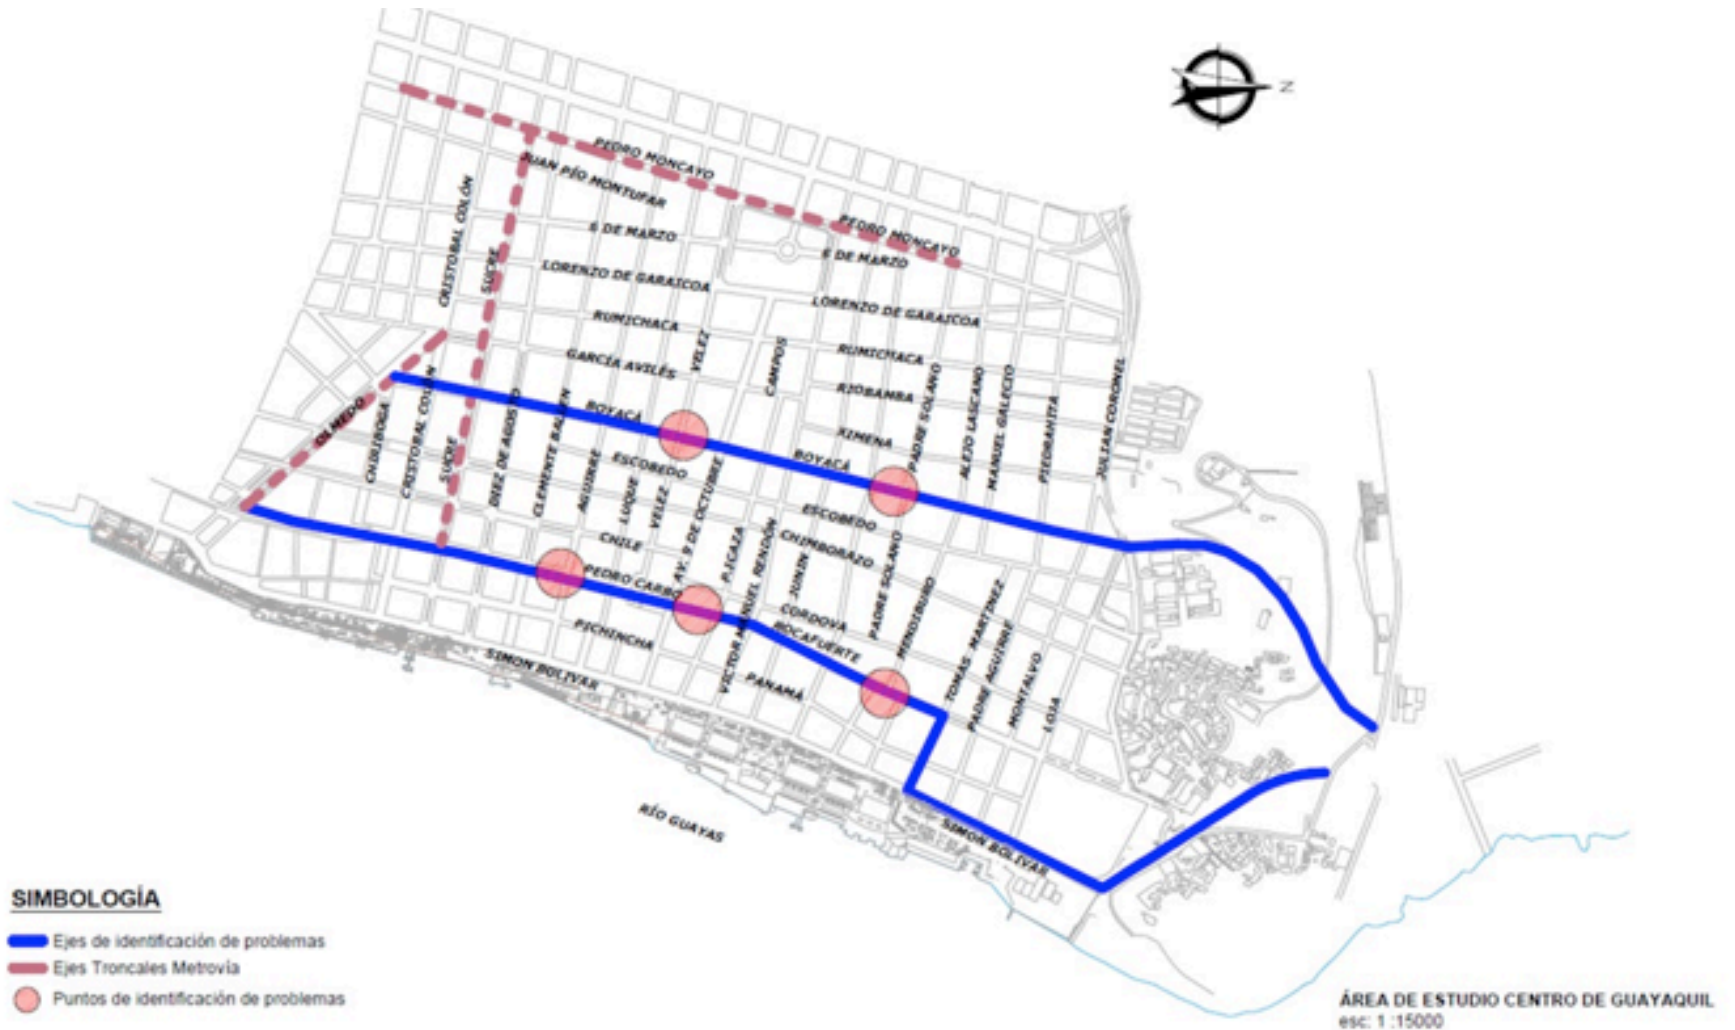 N
PEDRO MONCAYO
JUAN PÍO MONTUFAR
PEDRO MONCAYO
CRISTOBAL COLÓN
SUCRE
6 DE MARZO
6 DE MARZO
LORENZO DE GARAICOA
LORENZO DE GARAICOA
RUMICHACA
RUMICHACA
VELEZ
CAMPOS
GARCÍA AVILÉS
RIOBAMBA
PADRE SOLANO
ALEJO LASCANO
MANUEL GALECIO
PIEDRAHITA
JULIAN CORONEL
OLMEDO
CRISTOBAL COLÓN
SUCRE
DIEZ DE AGOSTO
CLEMENTE BALLEN
AGUIRRE
BOYACÁ
XIMENA
BOYACÁ
ESCOBEDO
LUQUE
VELEZ
AV. 9 DE OCTUBRE
ESCOBEDO
CHILE
P.ICAZA
VICTOR MANUEL RENDÓN
JUNIN
CHIMBORAZO
PADRE SOLANO
MENDIBURO
PEDRO CARBO
CORDOVA
ROCAFUERTE
TOMAS MARTINEZ
PADRE AGUIRRE
MONTALVO
LOJA
PICHINCHA
SIMON BOLIVAR
PANAMÁ
RÍO GUAYAS
SIMON BOLIVAR
SIMBOLOGÍA
Ejes de identificación de problemas
Ejes Troncales Metrovía
Puntos de identificación de problemas
ÁREA DE ESTUDIO CENTRO DE GUAYAQUIL
esc: 1 :15000